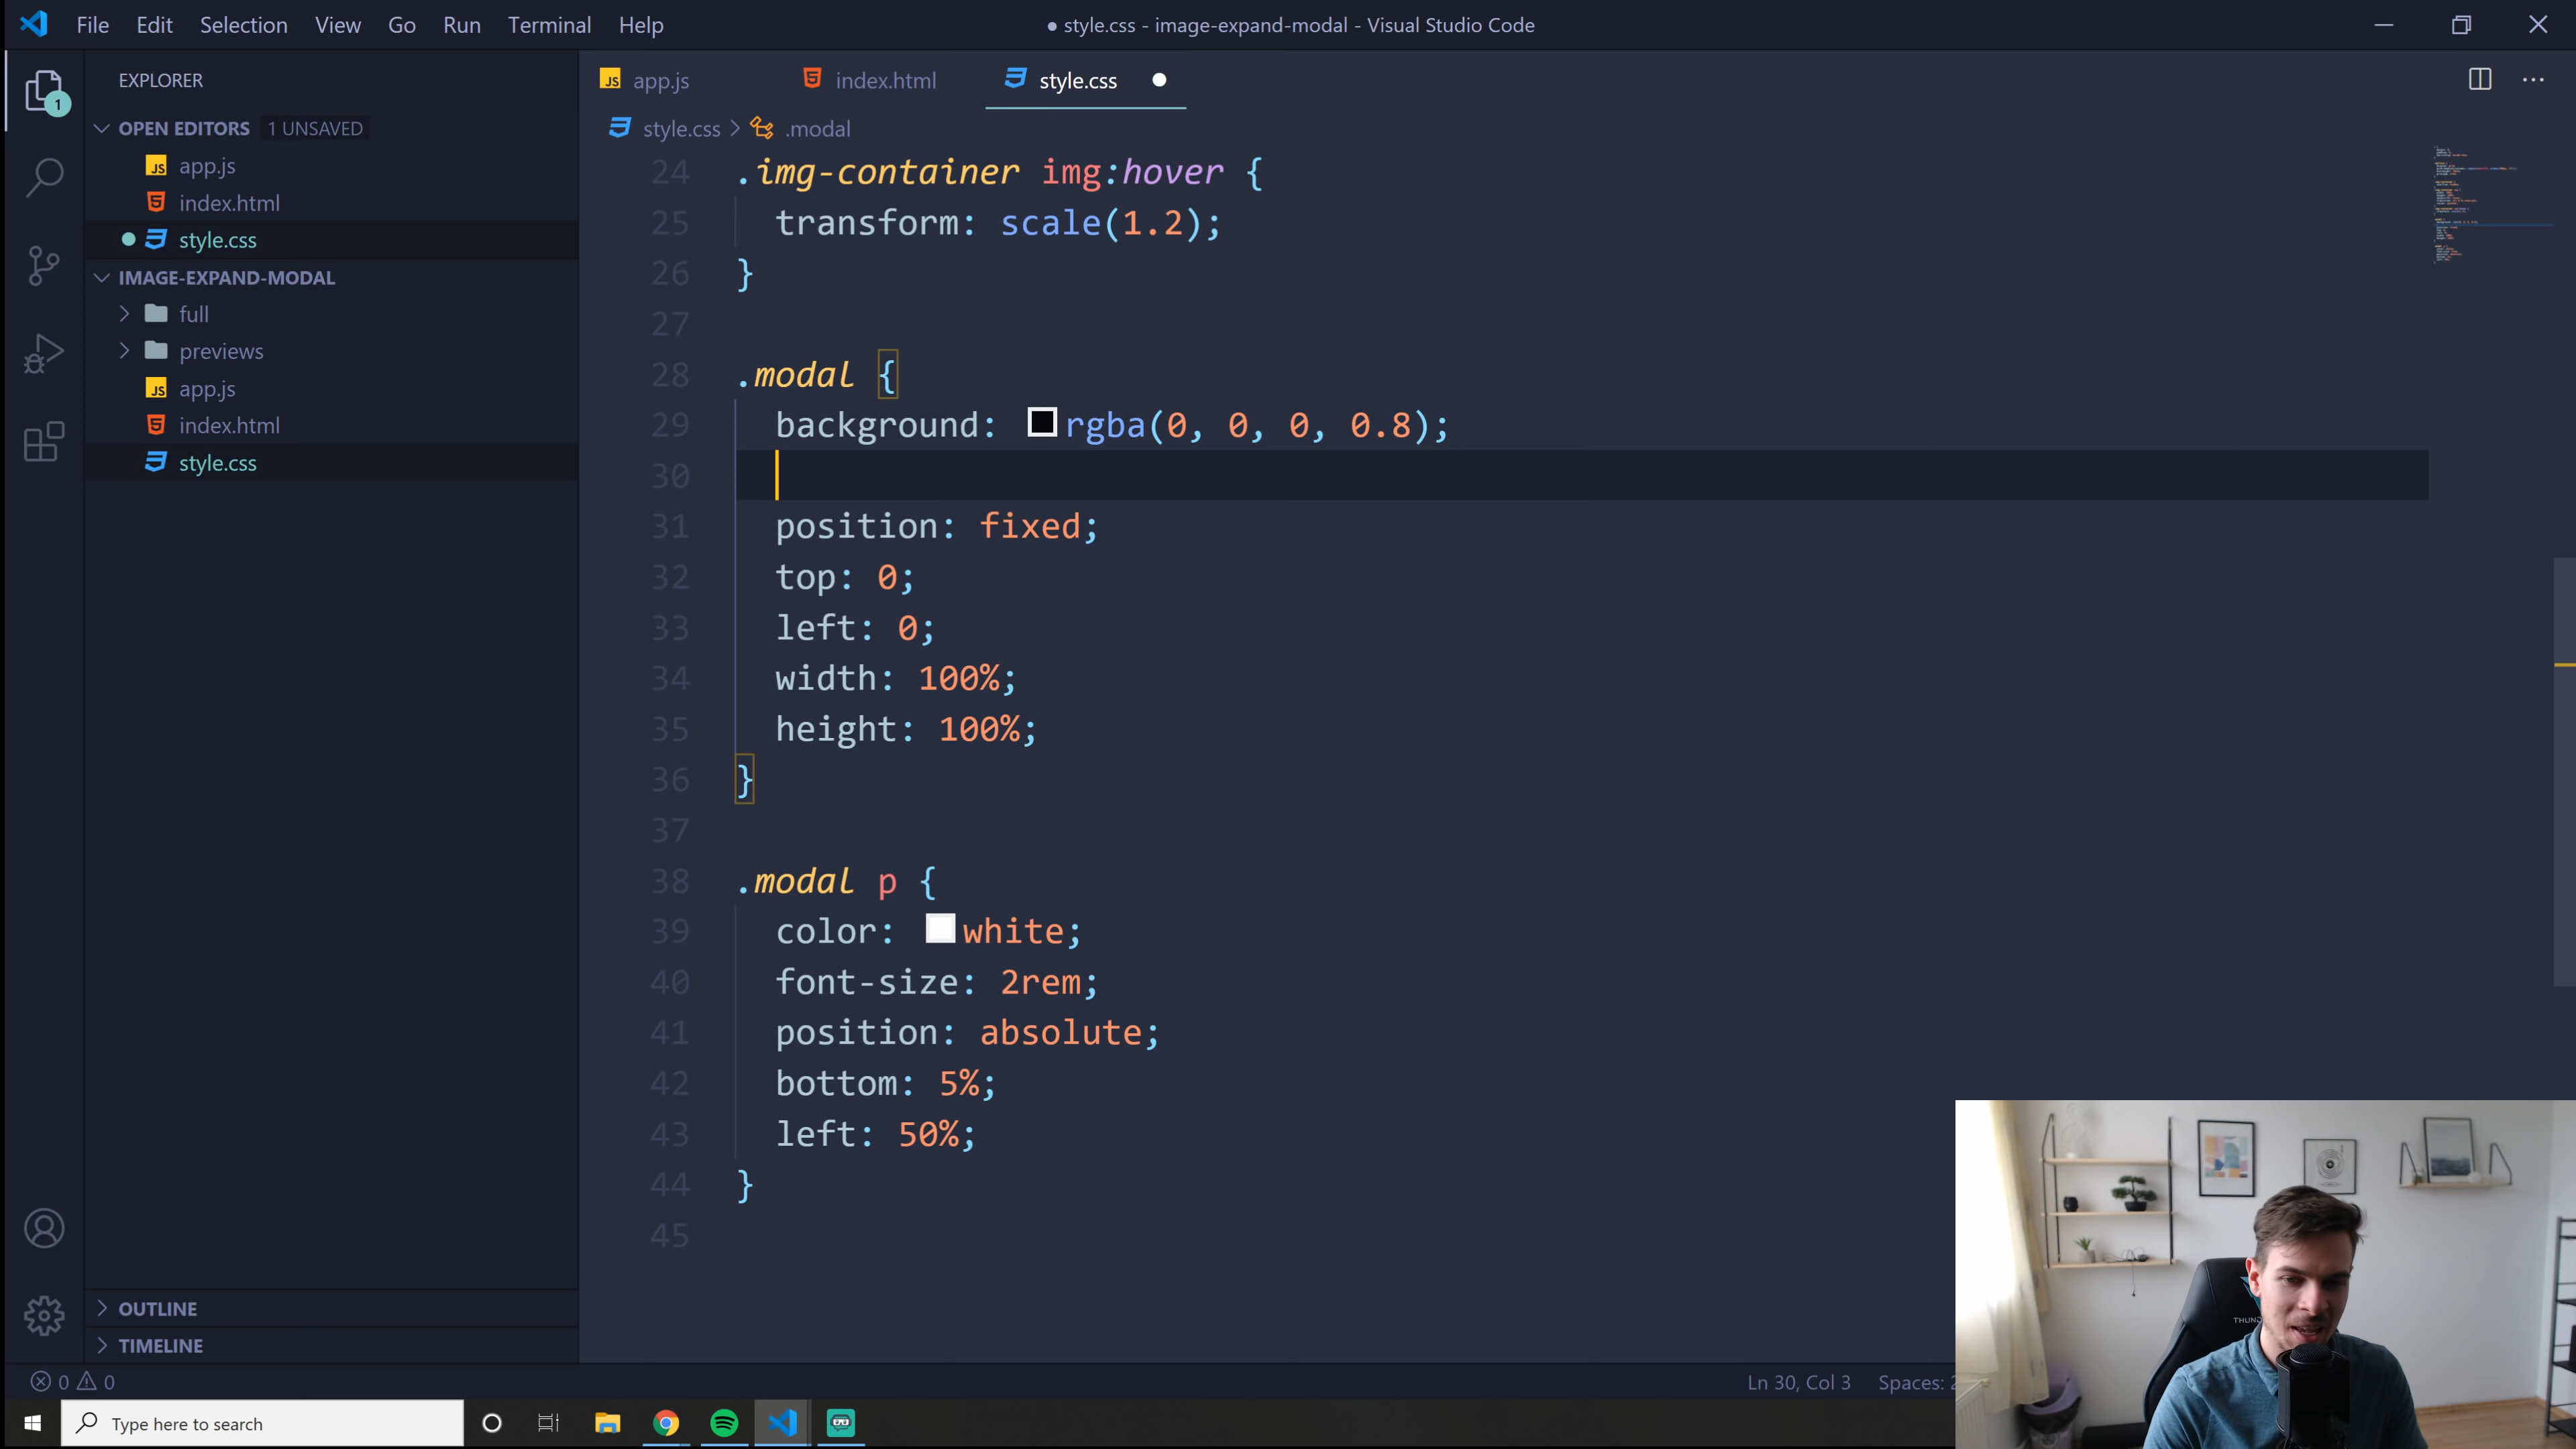 File Edit Selection View Go Run Terminal Help
● style.css - image-expand-modal - Visual Studio Code
EXPLORER
OPEN EDITORS 1 UNSAVED
JS app.js
index.html
style.css
IMAGE-EXPAND-MODAL
full
previews
JS app.js
index.html
style.css
OUTLINE
TIMELINE
1
JS app.js
index.html
style.css
style.css > .modal
24 .img-container img:hover {
25 transform: scale(1.2);
26 }
27
28 .modal {
29 background: rgba(0, 0, 0, 0.8);
30
31 position: fixed;
32 top: 0;
33 left: 0;
34 width: 100%;
35 height: 100%;
36 }
37
38 .modal p {
39 color: white;
40 font-size: 2rem;
41 position: absolute;
42 bottom: 5%;
43 left: 50%;
44 }
45
0 0
Ln 30, Col 3 Spaces: 2
Type here to search